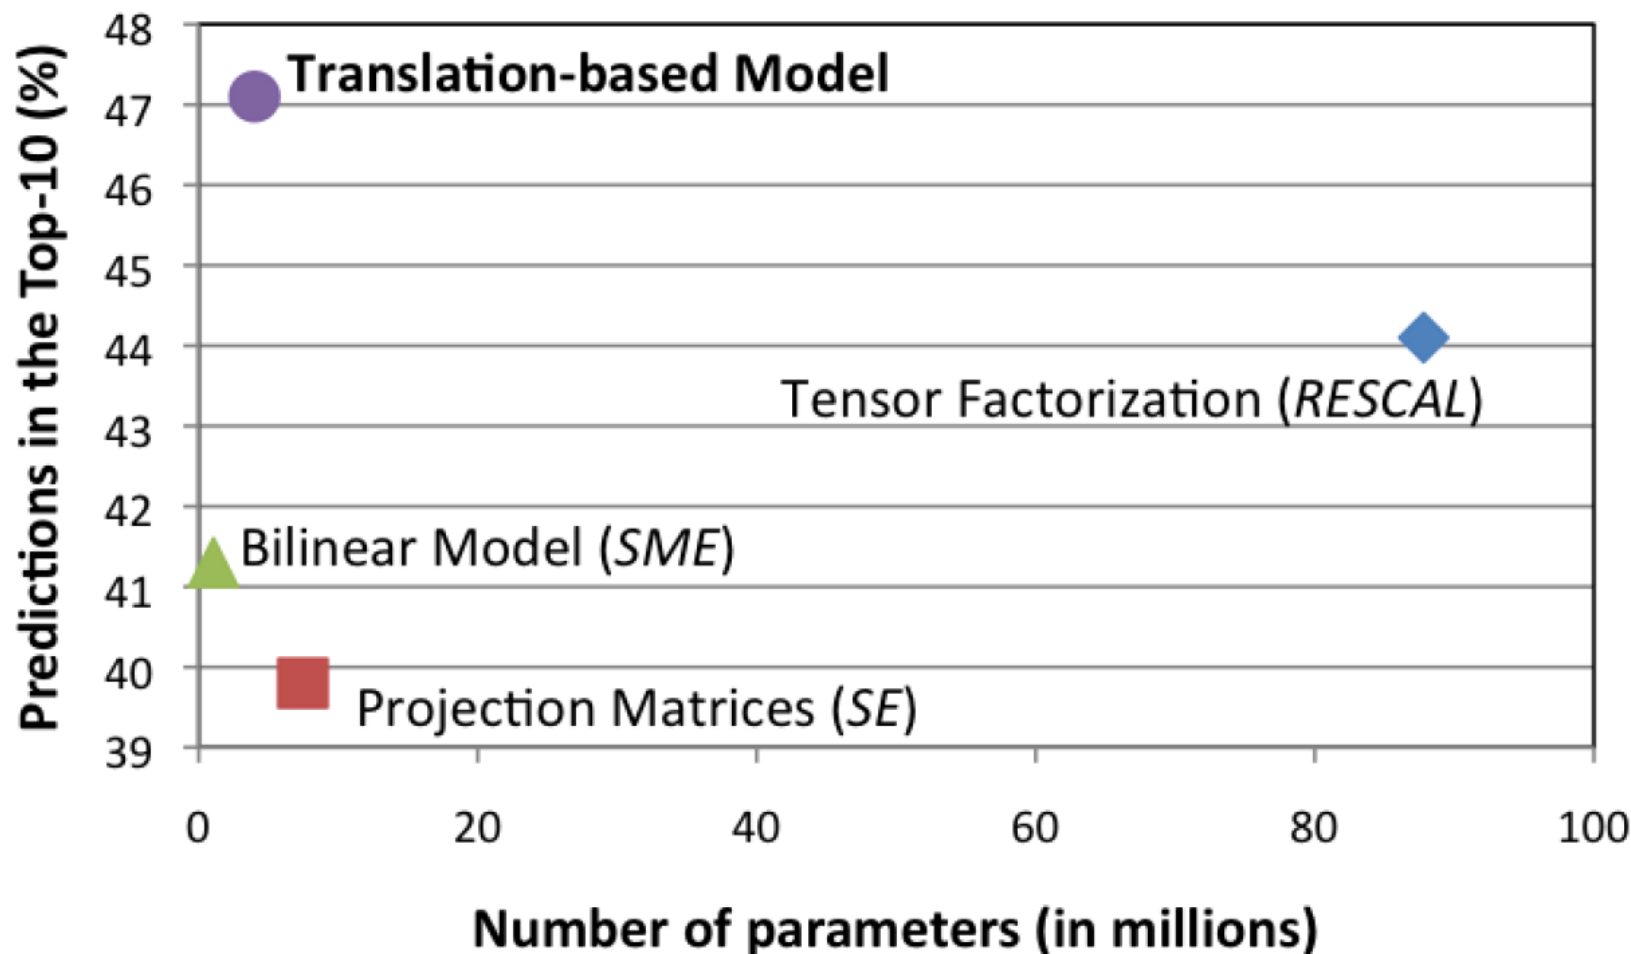 Predictions in the Top-10 (%)
48
47
46
45
44
43
42
41
40
39
Translation-based Model
Tensor Factorization (RESCAL)
Bilinear Model (SME)
Projection Matrices (SE)
0 20 40 60 80 100
Number of parameters (in millions)